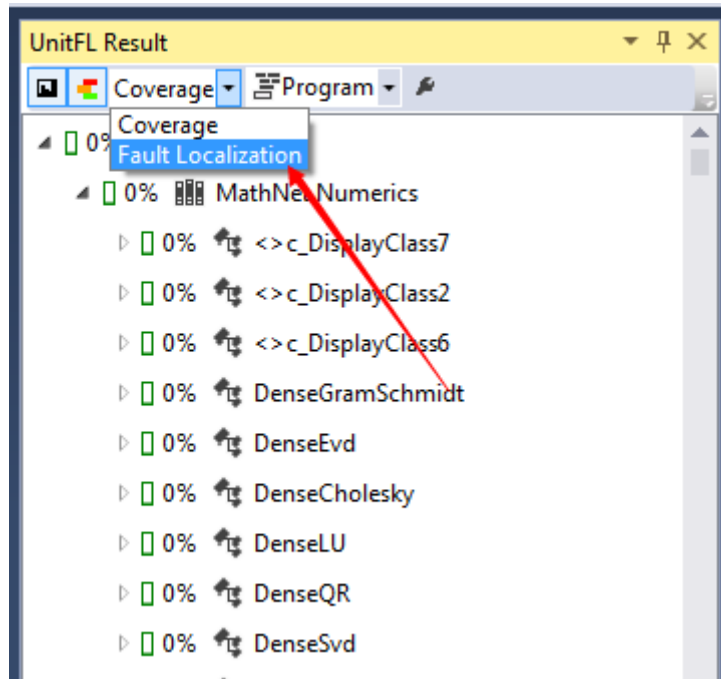 UnitFL Result
Coverage Program
Coverage
Fault Localization
0%
0% MathNet.Numerics
0% <>c_DisplayClass7
0% <>c_DisplayClass2
0% <>c_DisplayClass6
0% DenseGramSchmidt
0% DenseEvd
0% DenseCholesky
0% DenseLU
0% DenseQR
0% DenseSvd